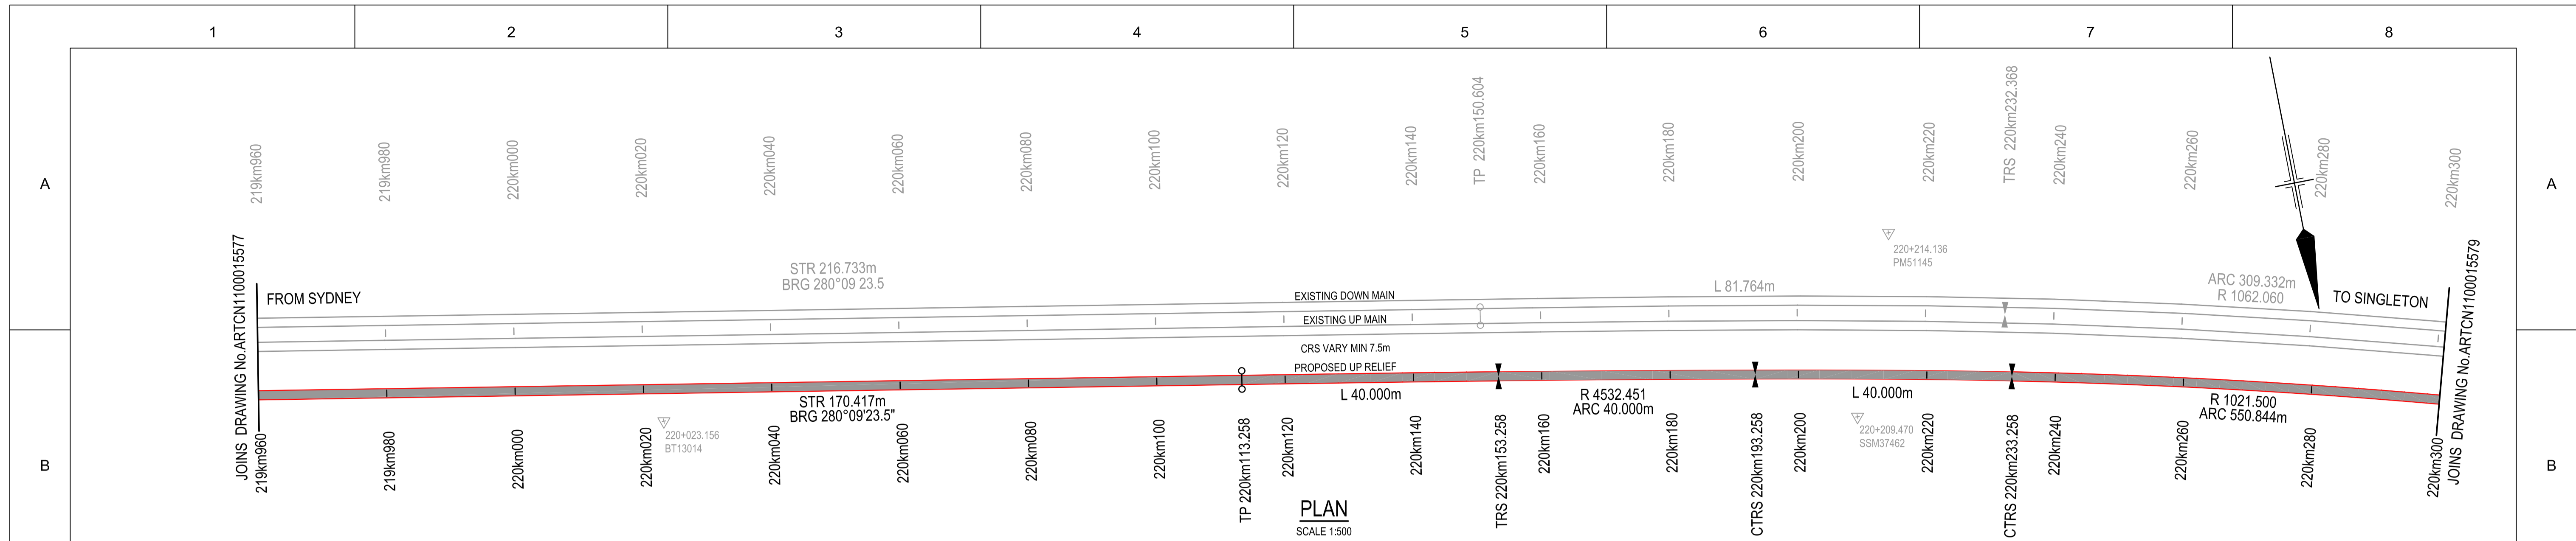 1 2 3 4 5 6 7 8
A
A
B
B
219km960
219km980
220km000
220km020
220km040
220km060
220km080
220km100
220km120
220km140
TP 220km150.604
220km160
220km180
220km200
220km220
TRS 220km232.368
220km240
220km260
220km280
220km300
JOINS DRAWING No.ARTCN1100015577
FROM SYDNEY
STR 216.733m
BRG 280°09 23.5
EXISTING DOWN MAIN
EXISTING UP MAIN
CRS VARY MIN 7.5m
PROPOSED UP RELIEF
L 81.764m
220+214.136
PM51145
ARC 309.332m
R 1062.060
TO SINGLETON
JOINS DRAWING No.ARTCN1100015579
STR 170.417m
BRG 280°09'23.5"
L 40.000m
R 4532.451
ARC 40.000m
L 40.000m
R 1021.500
ARC 550.844m
220+023.156
BT13014
220+209.470
SSM37462
219km960
219km980
220km000
220km020
220km040
220km060
220km080
220km100
TP 220km113.258
220km120
220km140
TRS 220km153.258
220km160
220km180
CTRS 220km193.258
220km200
220km220
CTRS 220km233.258
220km240
220km260
220km280
220km300
PLAN
SCALE 1:500